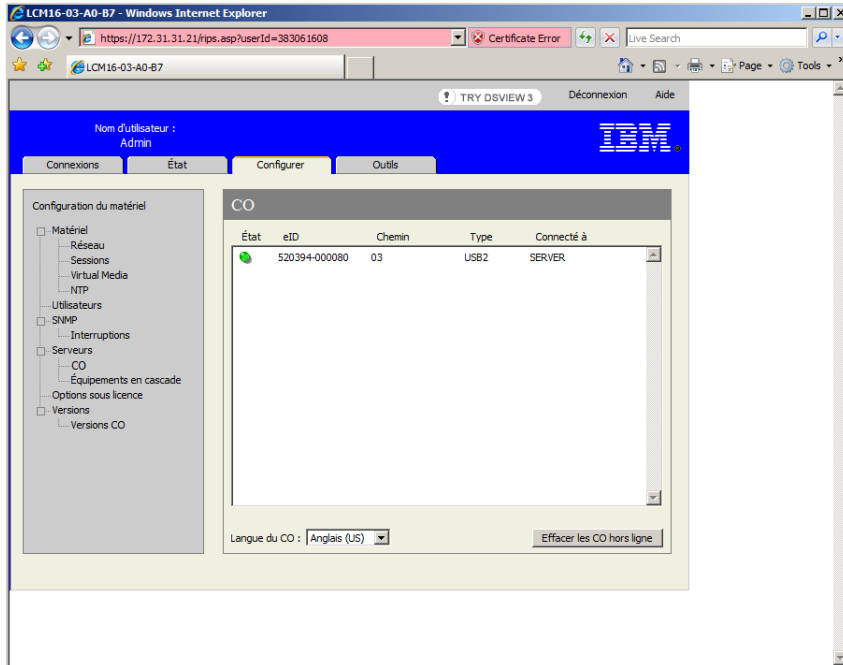 LCM16-03-A0-B7 - Windows Internet Explorer
https://172.31.31.21/rips.asp?userId=383061608
Certificate Error
Live Search
LCM16-03-A0-B7
Page
Tools
TRY DSVIEW 3
Déconnexion
Aide
Nom d'utilisateur :
Admin
IBM
Connexions
État
Configurer
Outils
Configuration du matériel
Matériel
Réseau
Sessions
Virtual Media
NTP
Utilisateurs
SNMP
Interruptions
Serveurs
CO
Équipements en cascade
Options sous licence
Versions
Versions CO
CO
État eID Chemin Type Connecté à
520394-000080 03 USB2 SERVER
Langue du CO : Anglais (US)
Effacer les CO hors ligne